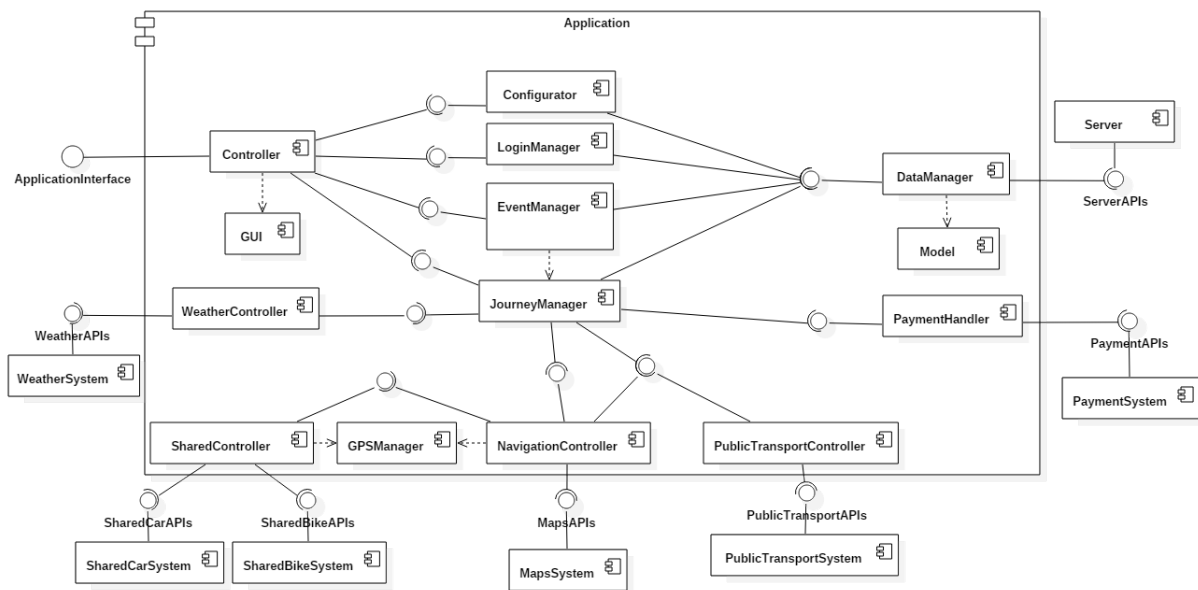 Application
Configurator
Server
Controller
LoginManager
ApplicationInterface
DataManager
ServerAPIs
EventManager
GUI
Model
JourneyManager
WeatherController
PaymentHandler
WeatherAPIs
PaymentAPIs
WeatherSystem
PaymentSystem
SharedController
GPSManager
NavigationController
PublicTransportController
SharedCarAPIs
SharedBikeAPIs
MapsAPIs
PublicTransportAPIs
SharedCarSystem
SharedBikeSystem
MapsSystem
PublicTransportSystem